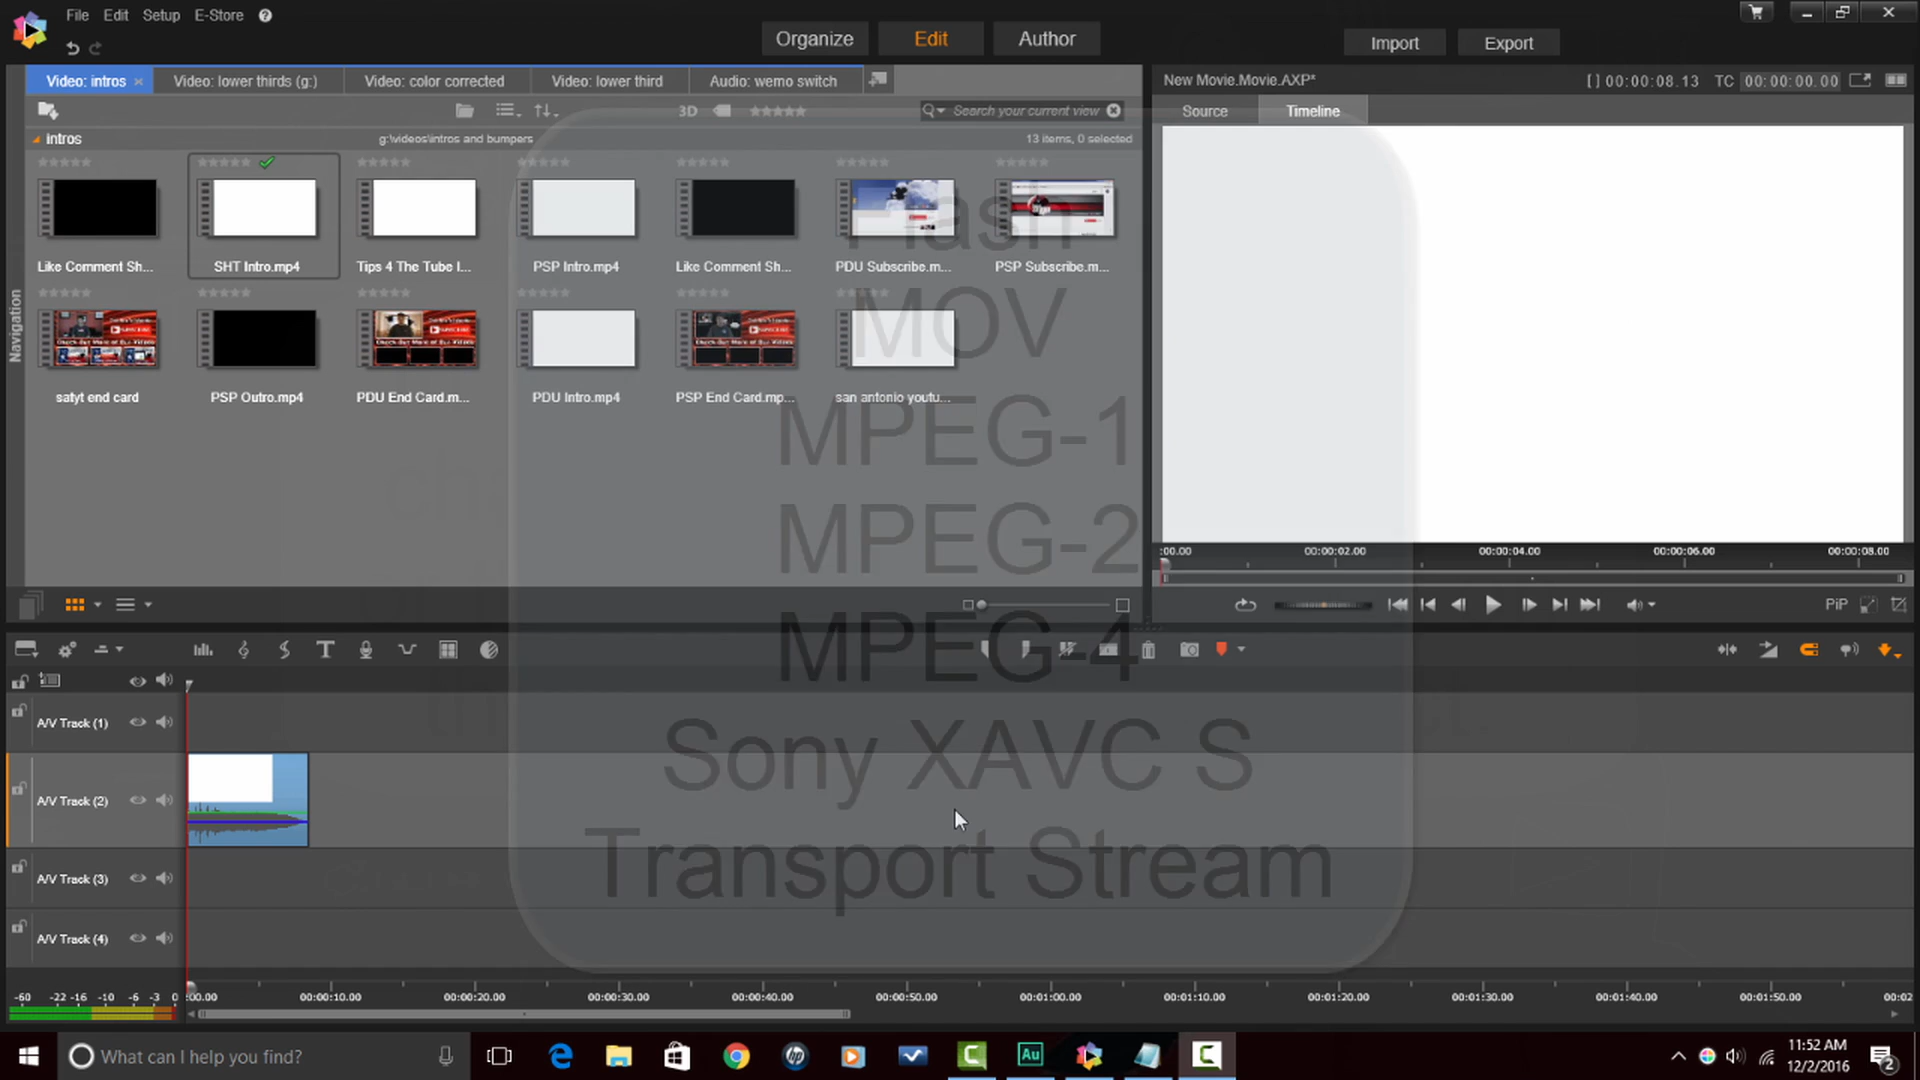 File Edit Setup E-Store ?
Organize Edit Author
Import Export
Video: intros × Video: lower thirds (g:) Video: color corrected Video: lower third Audio: wemo switch
New Movie.Movie.AXP* [ ] 00:00:08.13 TC 00:00:00.00
3D Search your current view
Source Timeline
intros g:\videos\intros and bumpers 13 items, 0 selected
Like Comment Sh... SHT Intro.mp4 Tips 4 The Tube I... PSP Intro.mp4 Like Comment Sh... PDU Subscribe.m... PSP Subscribe.m...
satyt end card PSP Outro.mp4 PDU End Card.m... PDU Intro.mp4 PSP End Card.mp... san antonio youtu...
Navigation
Flash
MOV
MPEG-1
MPEG-2
MPEG-4
Sony XAVC S
Transport Stream
:00.00 00:00:02.00 00:00:04.00 00:00:06.00 00:00:08.00
PiP
A/V Track (1)
A/V Track (2)
A/V Track (3)
A/V Track (4)
-60 -22 -16 -10 -6 -3 0 :00.00 00:00:10.00 00:00:20.00 00:00:30.00 00:00:40.00 00:00:50.00 00:01:00.00 00:01:10.00 00:01:20.00 00:01:30.00 00:01:40.00 00:01:50.00 00:02
What can I help you find?
Au
11:52 AM
12/2/2016
2